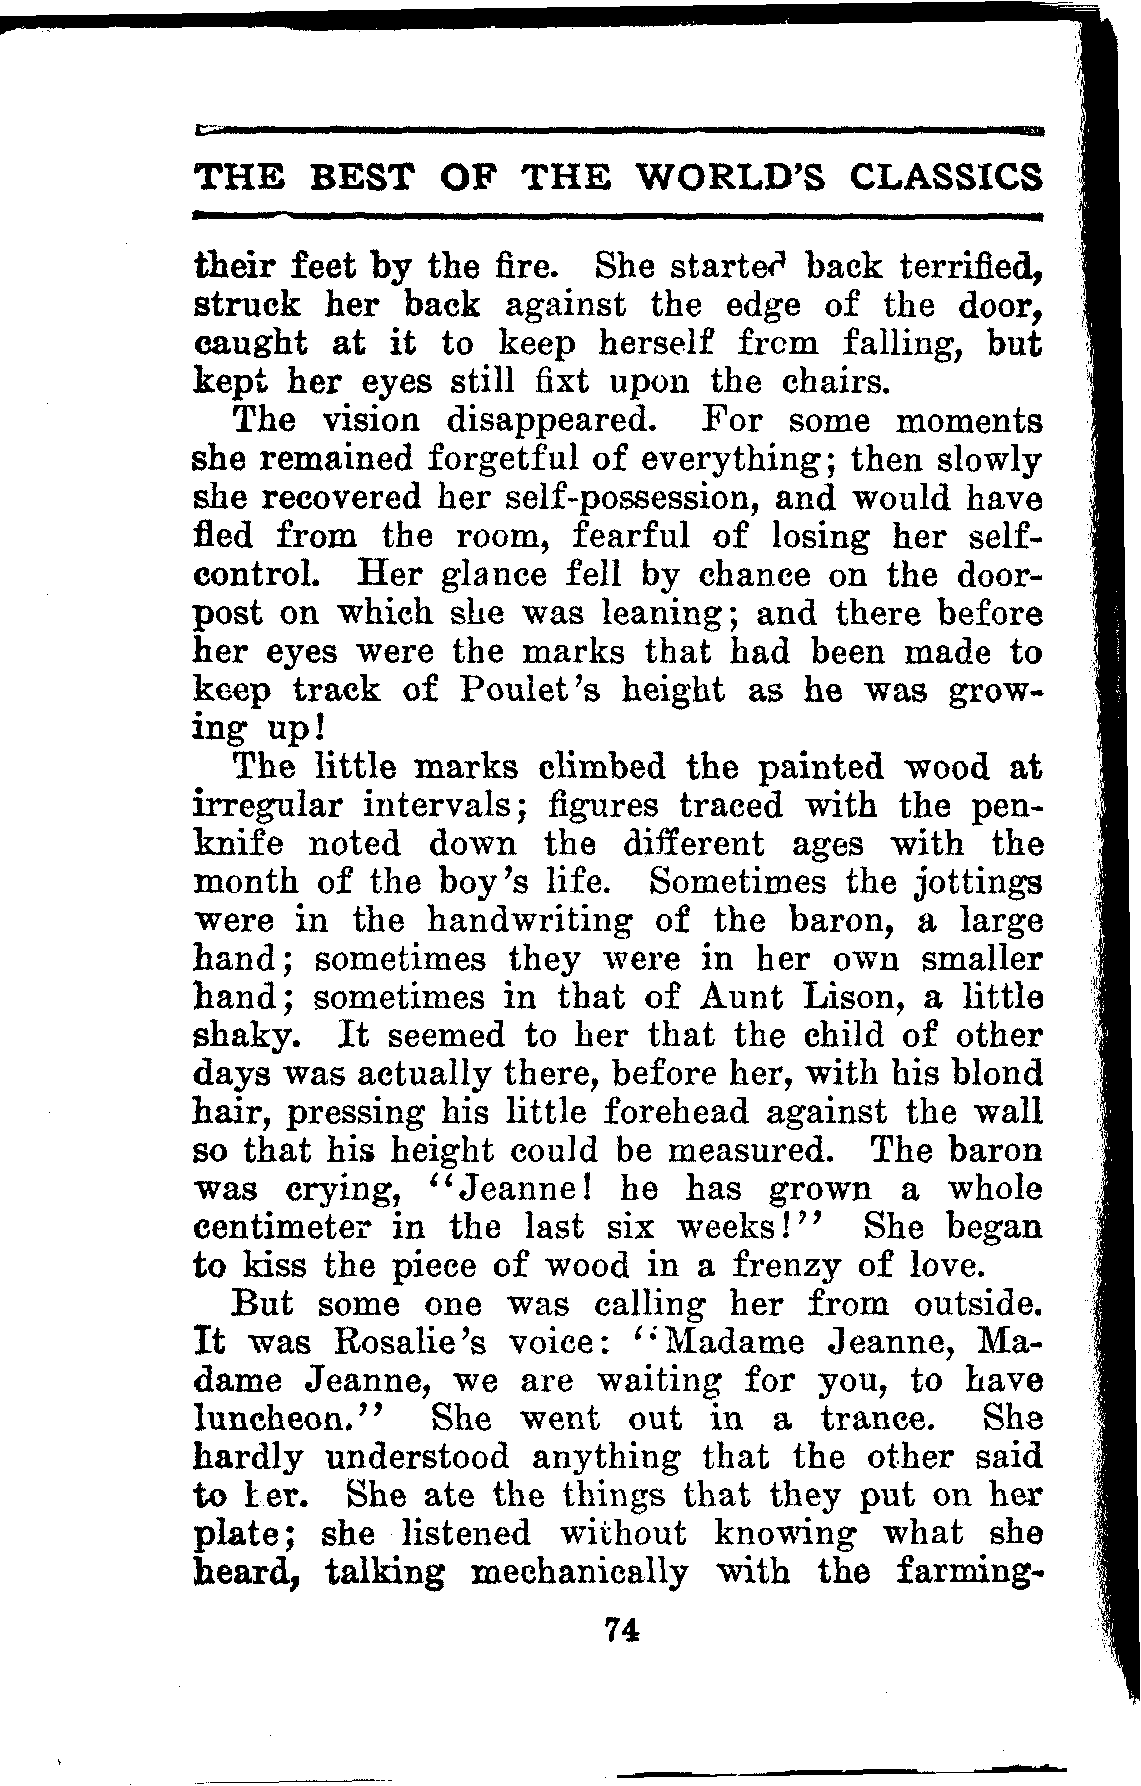 THE BEST OF THE WORLD'S CLASSICS
their feet by the fire. She started back terrified,
struck her back against the edge of the door,
caught at it to keep herself from falling, but
kept her eyes still fixt upon the chairs.
The vision disappeared. For some moments
she remained forgetful of everything; then slowly
she recovered her self-possession, and would have
fled from the room, fearful of losing her self-
control. Her glance fell by chance on the door-
post on which she was leaning; and there before
her eyes were the marks that had been made to
keep track of Poulet's height as he was grow-
ing up!
The little marks climbed the painted wood at
irregular intervals; figures traced with the pen-
knife noted down the different ages with the
month of the boy's life. Sometimes the jottings
were in the handwriting of the baron, a large
hand; sometimes they were in her own smaller
hand; sometimes in that of Aunt Lison, a little
shaky. It seemed to her that the child of other
days was actually there, before her, with his blond
hair, pressing his little forehead against the wall
so that his height could be measured. The baron
was crying, "Jeanne! he has grown a whole
centimeter in the last six weeks!" She began
to kiss the piece of wood in a frenzy of love.
But some one was calling her from outside.
It was Rosalie's voice: "Madame Jeanne, Ma-
dame Jeanne, we are waiting for you, to have
luncheon." She went out in a trance. She
hardly understood anything that the other said
to her. She ate the things that they put on her
plate; she listened without knowing what she
heard, talking mechanically with the farming-
74